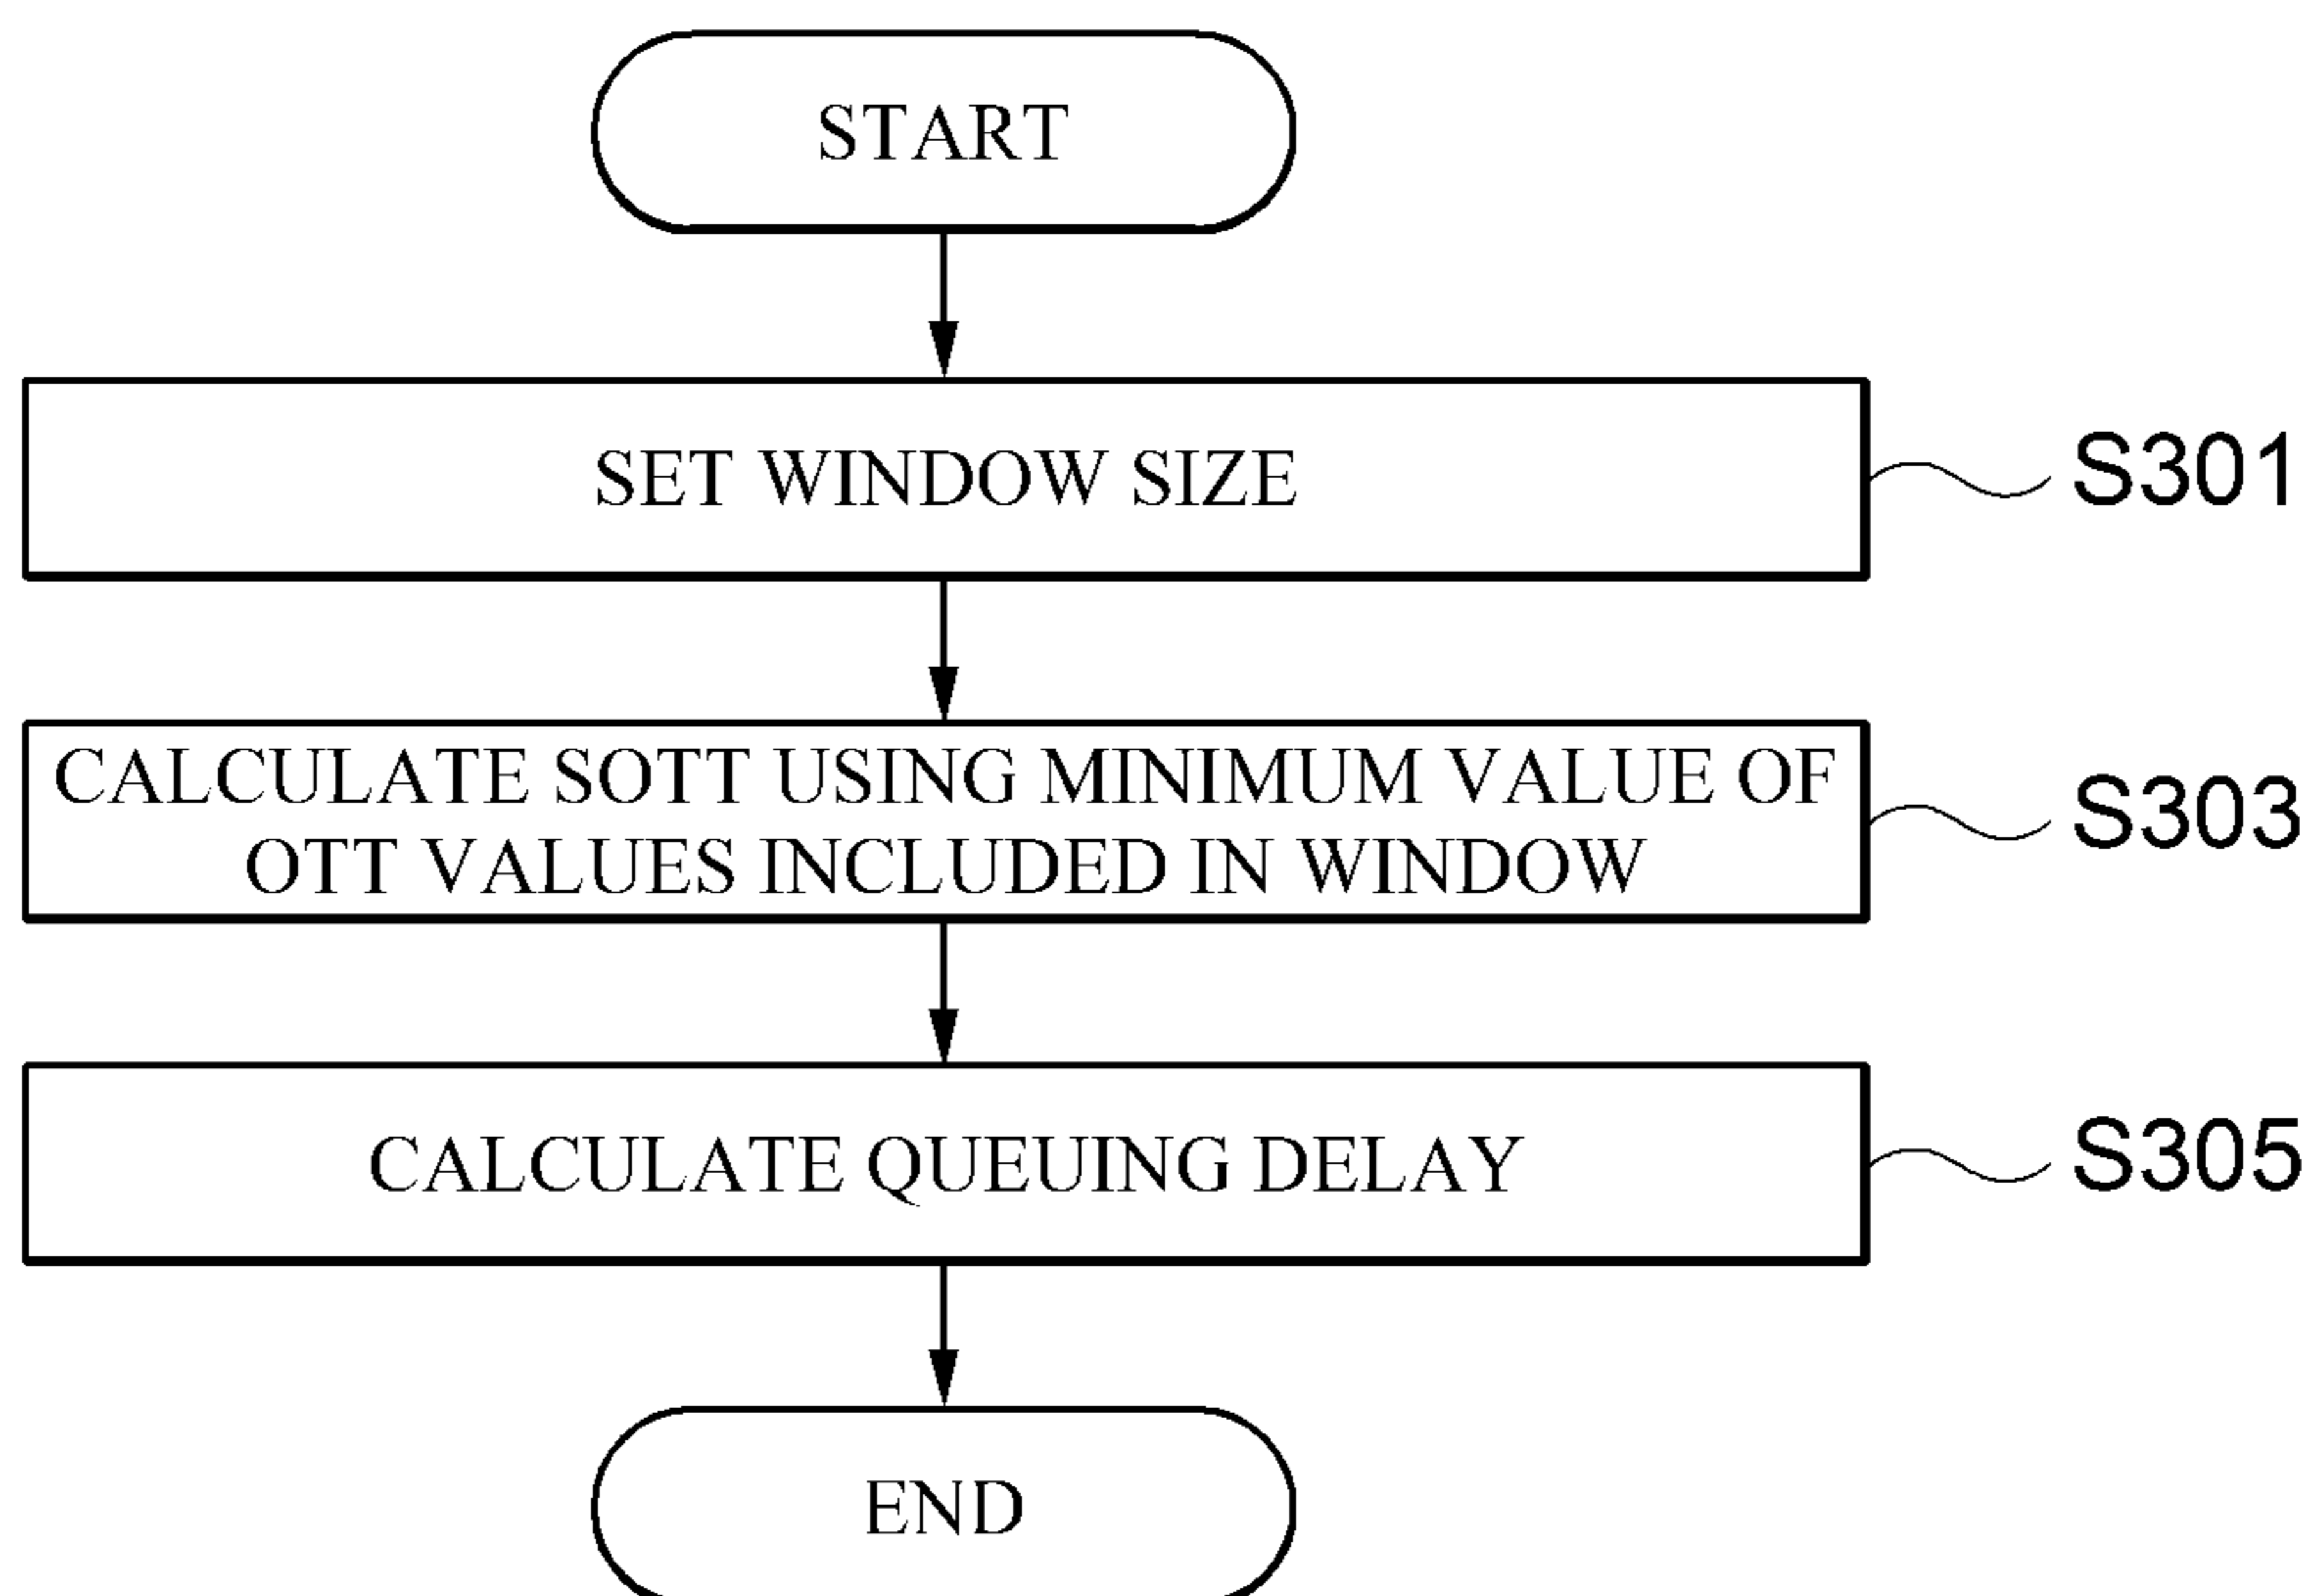 START
SET WINDOW SIZE
S301
CALCULATE SOTT USING MINIMUM VALUE OF
OTT VALUES INCLUDED IN WINDOW
S303
CALCULATE QUEUING DELAY
S305
END